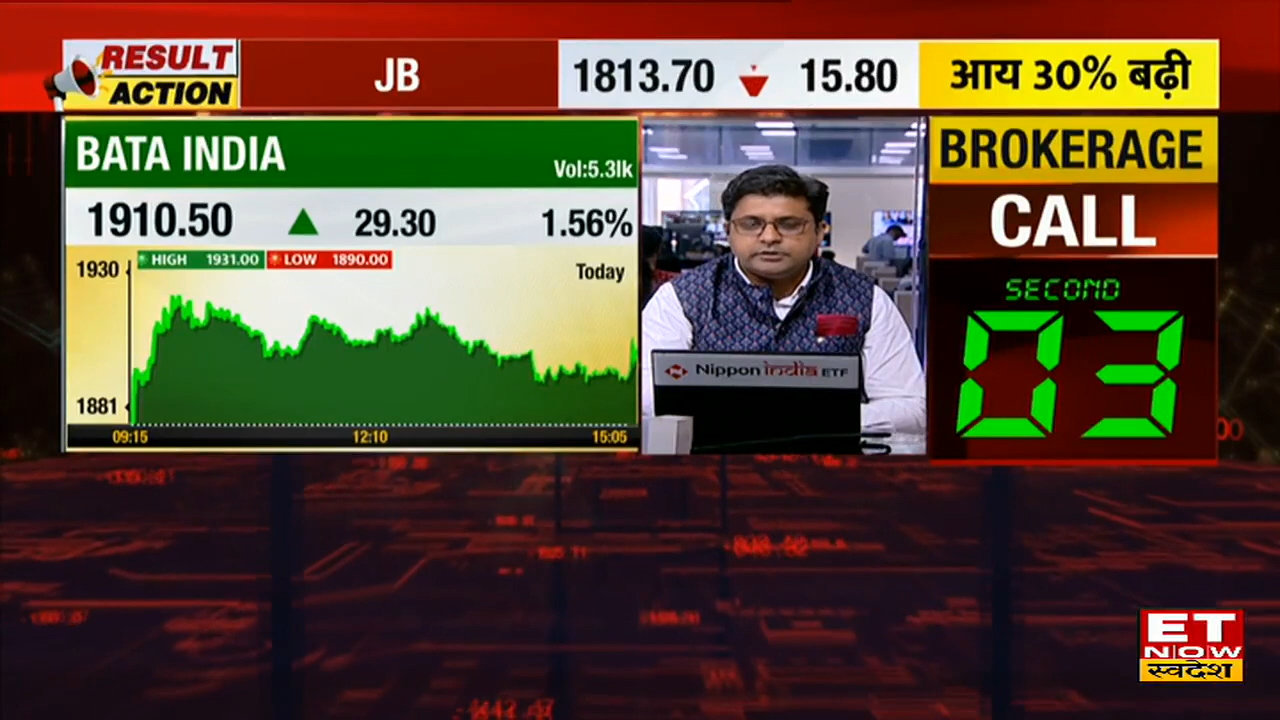 RESULT
ACTION
JB
1813.70 15.80
आय 30% बढ़ी
BATA INDIA
Vol:5.3lk
1910.50 29.30 1.56%
HIGH 1931.00 LOW 1890.00
Today
1930
1881
09:15 12:10 15:05
Nippon india ETF
BROKERAGE
CALL
SECOND
03
ET
NOW
स्वदेश